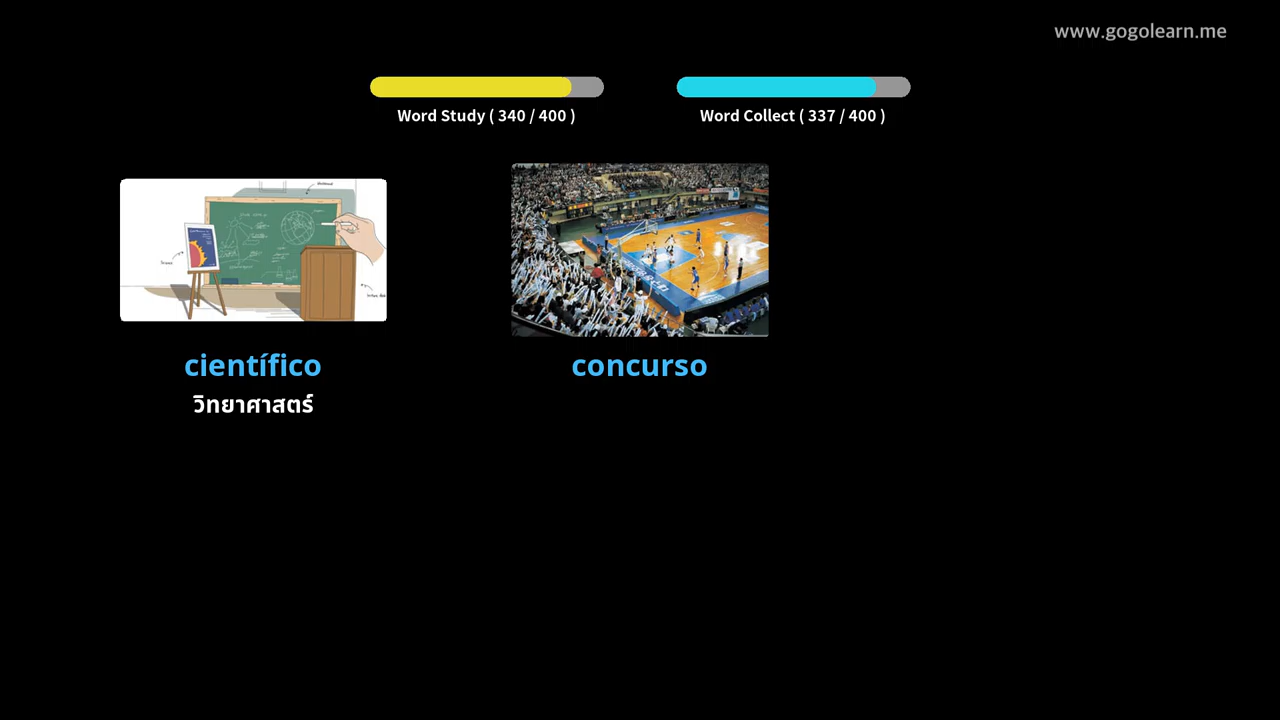 www.gogolearn.me
Word Study ( 340 / 400 )
Word Collect ( 337 / 400 )
científico
วิทยาศาสตร์
concurso